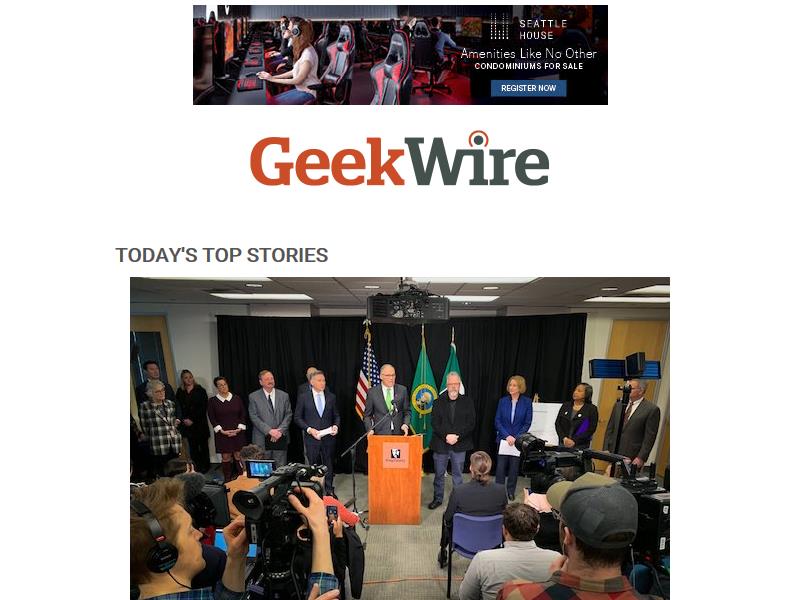 SEATTLE
HOUSE
Amenities Like No Other
CONDOMINIUMS FOR SALE
REGISTER NOW
GeekWire
TODAY'S TOP STORIES